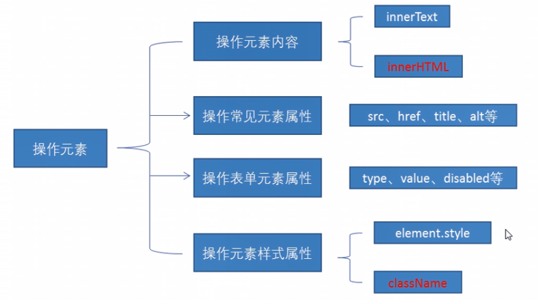 操作元素
操作元素内容
innerText
innerHTML
操作常见元素属性
src、href、title、alt等
操作表单元素属性
type、value、disabled等
操作元素样式属性
element.style
className